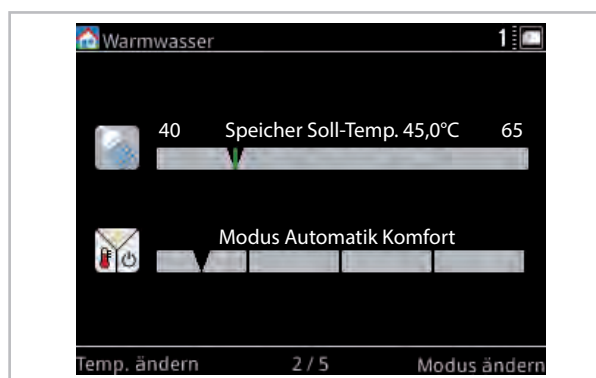 Warmwasser 1
40 Speicher Soll-Temp. 45,0°C 65
Modus Automatik Komfort
Temp. ändern 2 / 5 Modus ändern